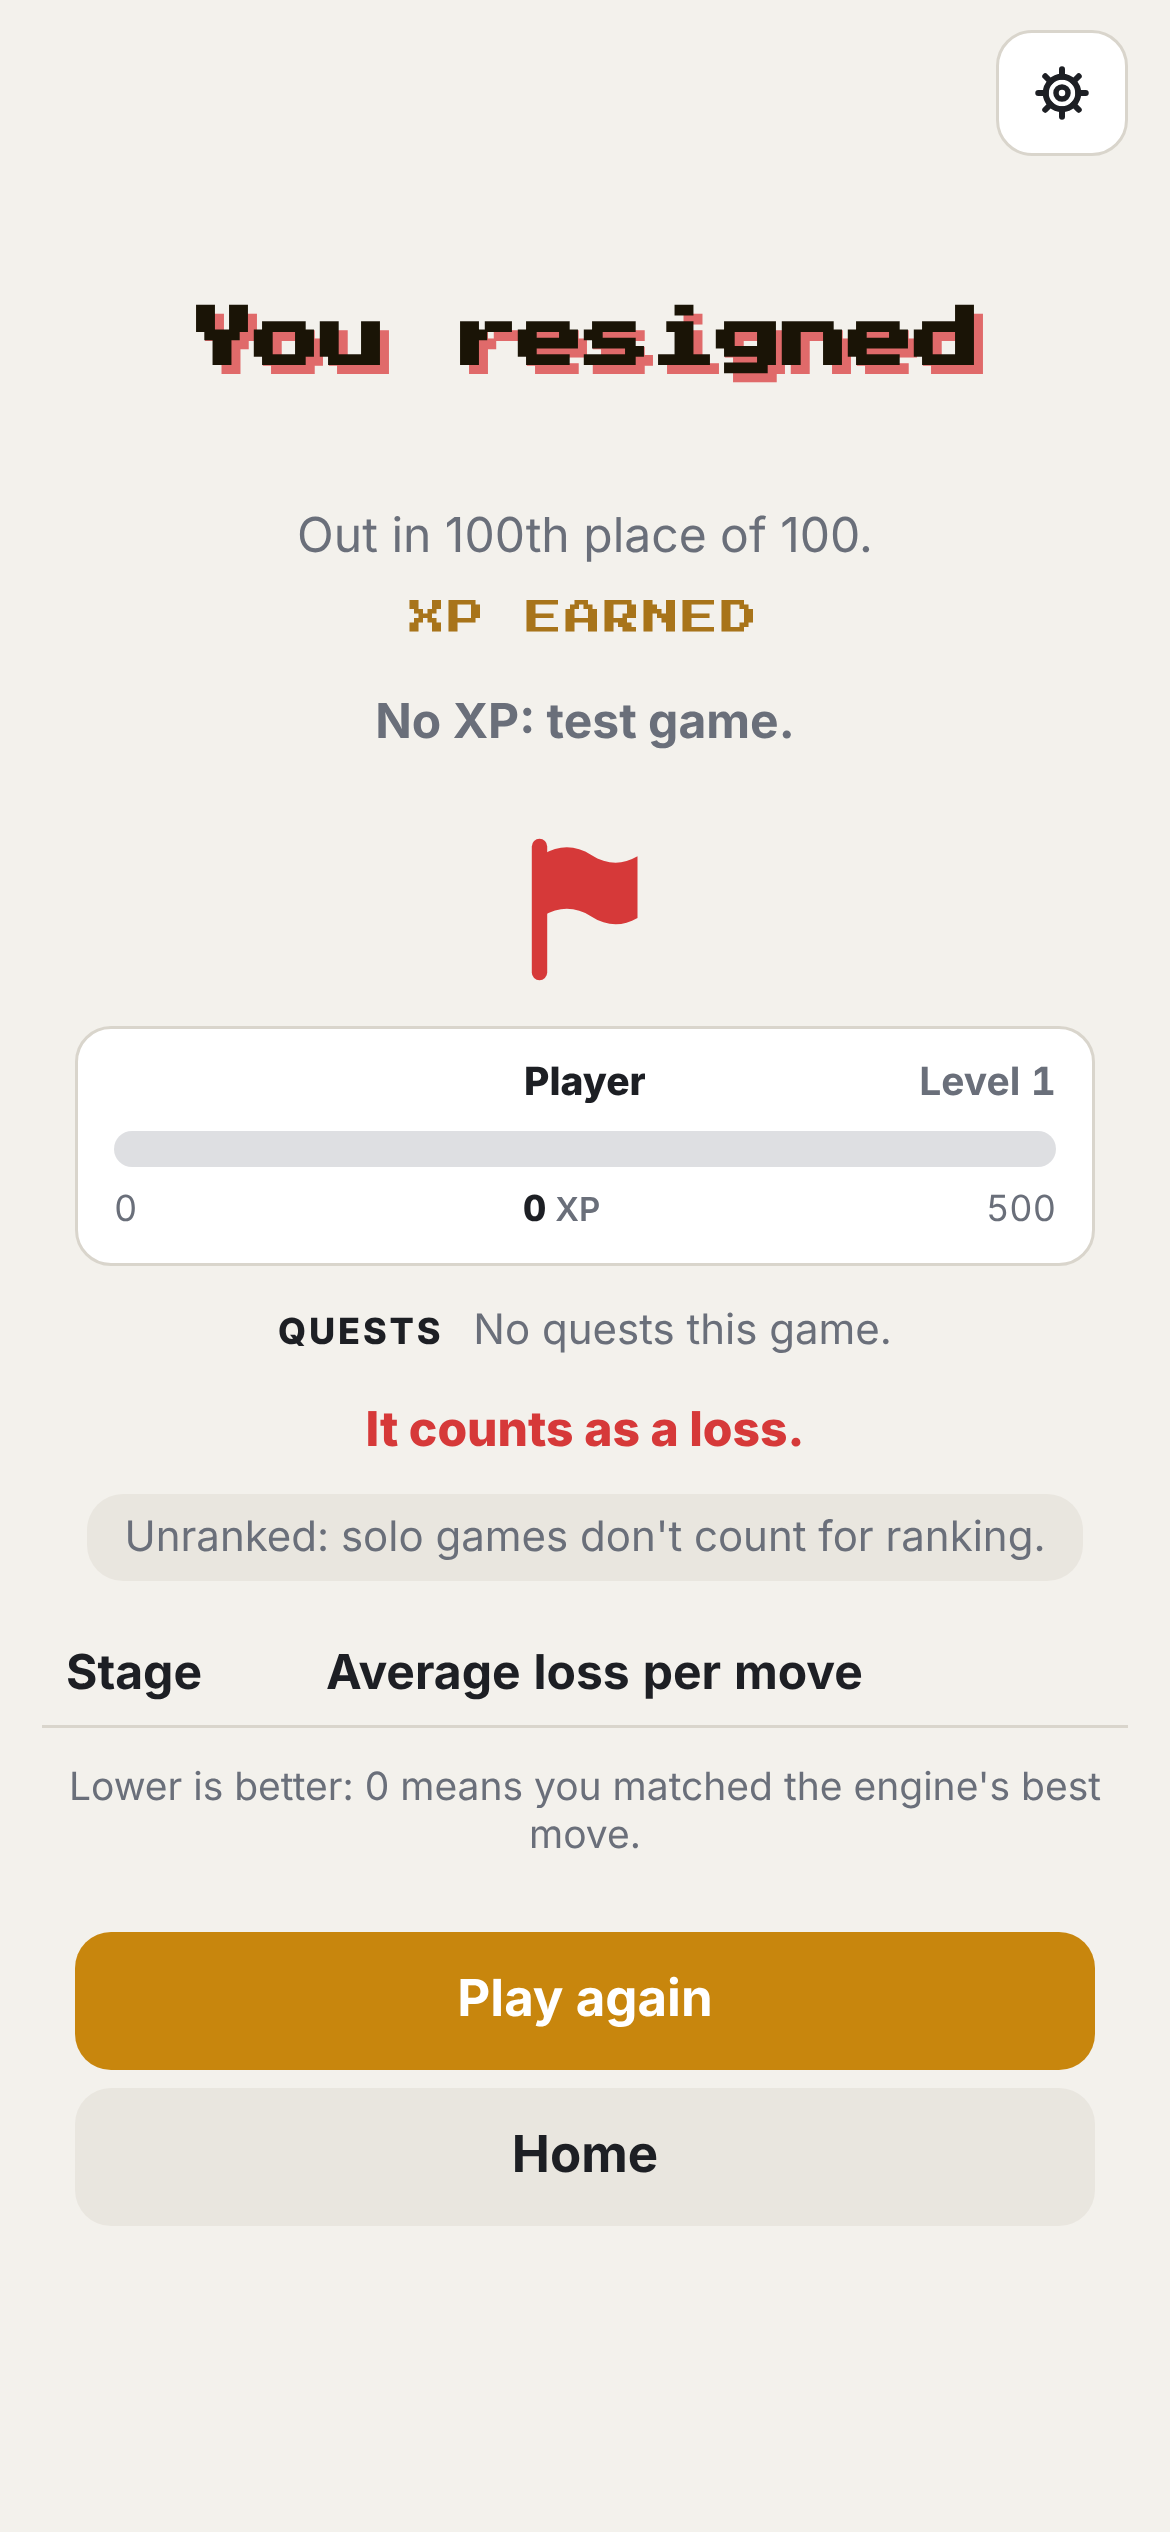 You resigned
Out in 100th place of 100.
XP EARNED
No XP: test game.
Player Level 1
0 0 XP 500
QUESTS No quests this game.
It counts as a loss.
Unranked: solo games don't count for ranking.
Stage Average loss per move
Lower is better: 0 means you matched the engine's best
move.
Play again
Home